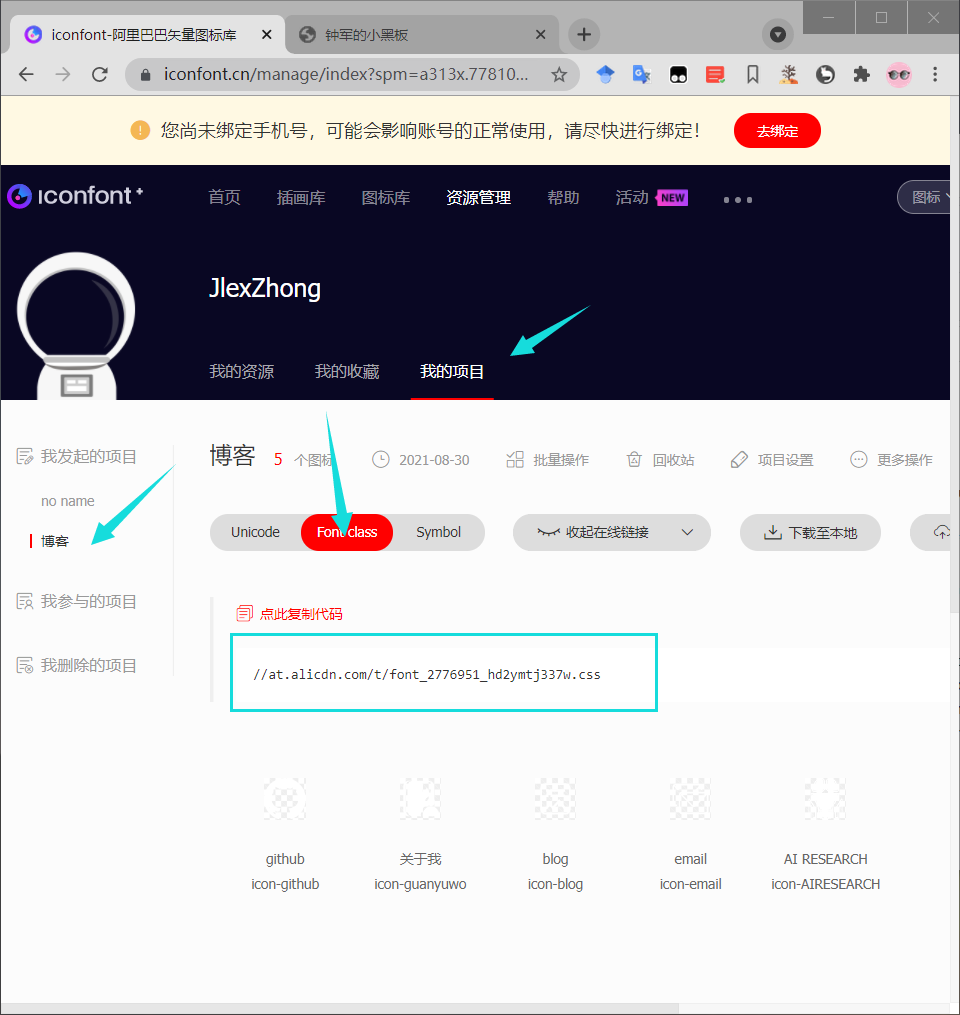 iconfont-阿里巴巴矢量图标库
钟军的小黑板
iconfont.cn/manage/index?spm=a313x.77810...
您尚未绑定手机号，可能会影响账号的正常使用，请尽快进行绑定！
去绑定
iconfont+
首页
插画库
图标库
资源管理
帮助
活动
NEW
图标
JlexZhong
我的资源
我的收藏
我的项目
我发起的项目
no name
博客
我参与的项目
我删除的项目
博客
5 个图标
2021-08-30
批量操作
回收站
项目设置
更多操作
Unicode
Font class
Symbol
收起在线链接
下载至本地
点此复制代码
//at.alicdn.com/t/font_2776951_hd2ymtj337w.css
github
关于我
blog
email
AI RESEARCH
icon-github
icon-guanyuwo
icon-blog
icon-email
icon-AIRESEARCH